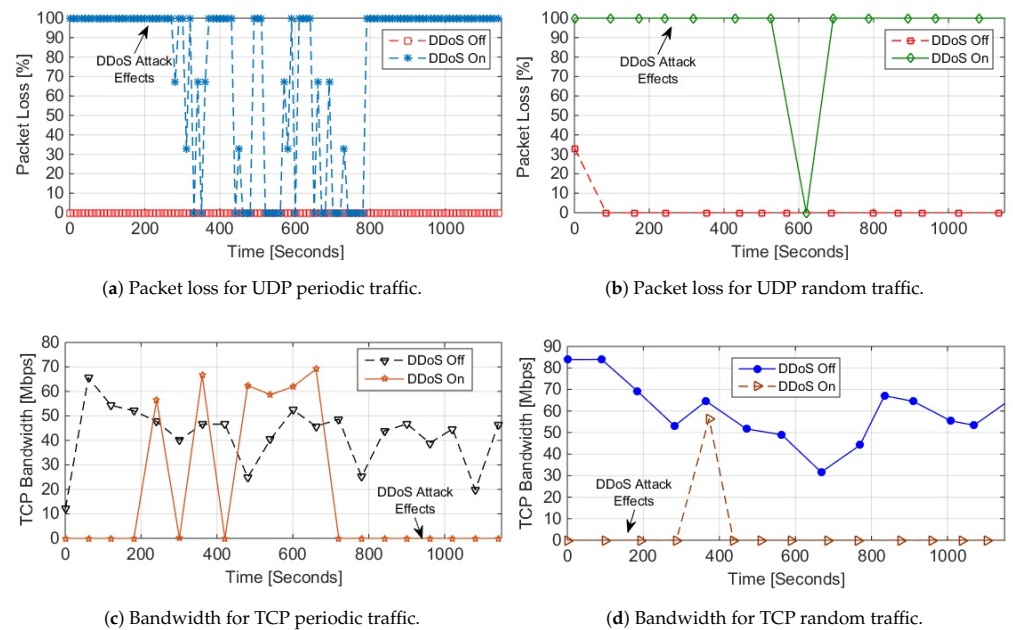 100
90
80
70
60
50
40
30
20
10
0
Packet Loss [%]
DDoS Off
DDoS On
DDoS Attack
Effects
0 200 400 600 800 1000
Time [Seconds]
(a) Packet loss for UDP periodic traffic.
100
90
80
70
60
50
40
30
20
10
0
Packet Loss [%]
DDoS Off
DDoS On
DDoS Attack
Effects
0 200 400 600 800 1000
Time [Seconds]
(b) Packet loss for UDP random traffic.
80
70
60
50
40
30
20
10
0
TCP Bandwidth [Mbps]
DDoS Off
DDoS On
DDoS Attack
Effects
0 200 400 600 800 1000
Time [Seconds]
(c) Bandwidth for TCP periodic traffic.
90
80
70
60
50
40
30
20
10
0
TCP Bandwidth [Mbps]
DDoS Off
DDoS On
DDoS Attack
Effects
0 200 400 600 800 1000
Time [Seconds]
(d) Bandwidth for TCP random traffic.